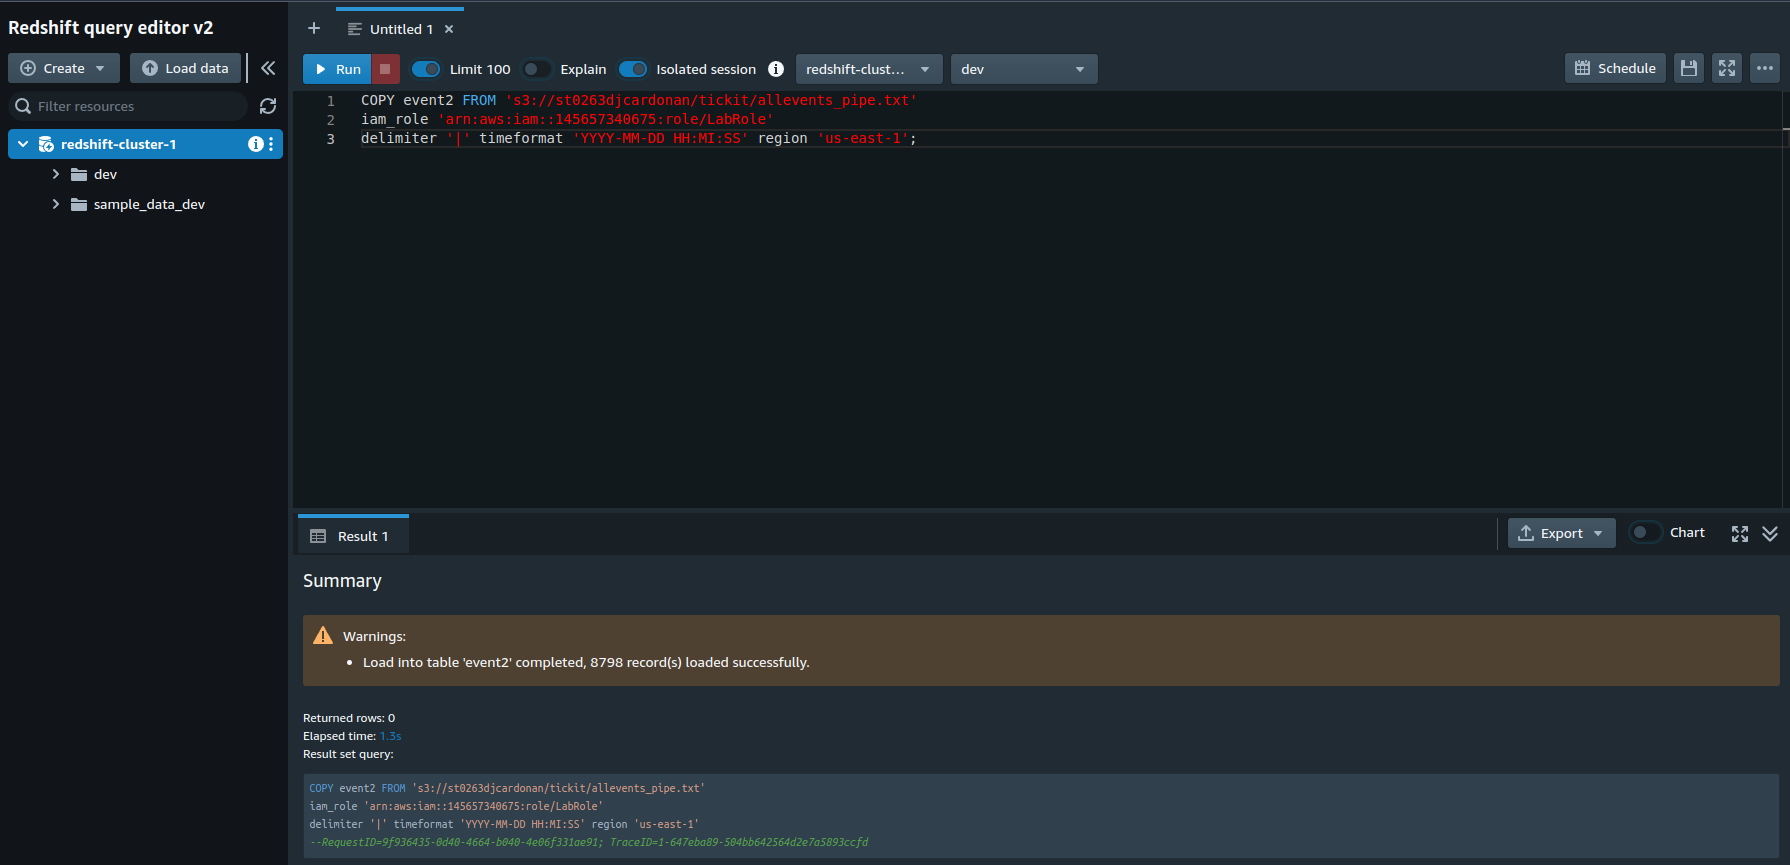 Redshift query editor v2
Create
Load data
Filter resources
redshift-cluster-1
dev
sample_data_dev
Untitled 1
Run
Limit 100
Explain
Isolated session
redshift-clust...
dev
Schedule
1 COPY event2 FROM 's3://st0263djcardonan/tickit/allevents_pipe.txt'
2 iam_role 'arn:aws:iam::145657340675:role/LabRole'
3 delimiter '|' timeformat 'YYYY-MM-DD HH:MI:SS' region 'us-east-1';
Result 1
Export
Chart
Summary
Warnings:
• Load into table 'event2' completed, 8798 record(s) loaded successfully.
Returned rows: 0
Elapsed time: 1.3s
Result set query:
COPY event2 FROM 's3://st0263djcardonan/tickit/allevents_pipe.txt'
iam_role 'arn:aws:iam::145657340675:role/LabRole'
delimiter '|' timeformat 'YYYY-MM-DD HH:MI:SS' region 'us-east-1'
--RequestID=9f936435-0d40-4664-b040-4e06f331ae91; TraceID=1-647eba89-504bb642564d2e7a5893ccfd